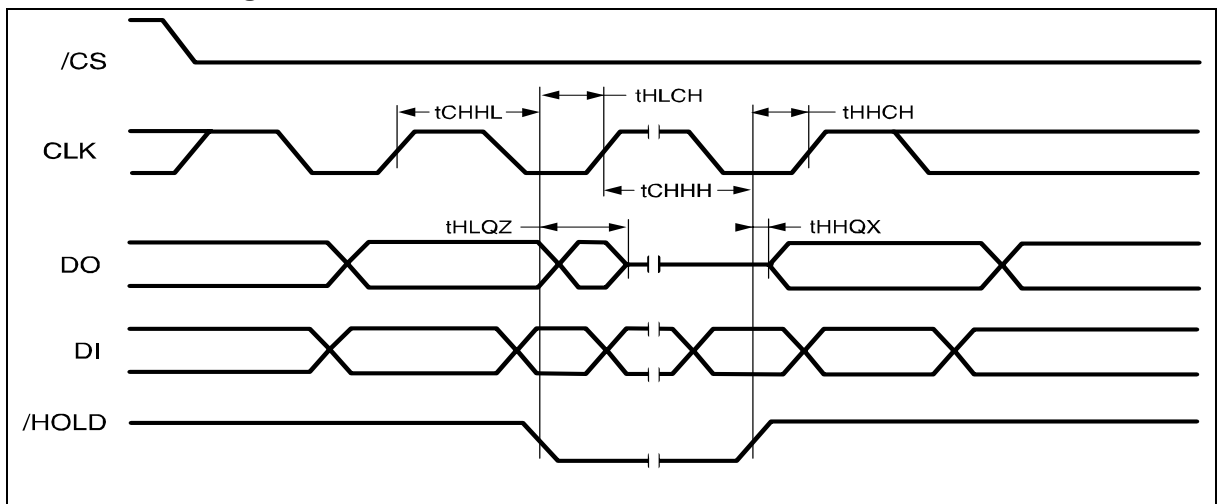 /CS
tHLCH
tCHHL
tHHCH
CLK
tCHHH
tHLQZ
tHHQX
DO
DI
/HOLD